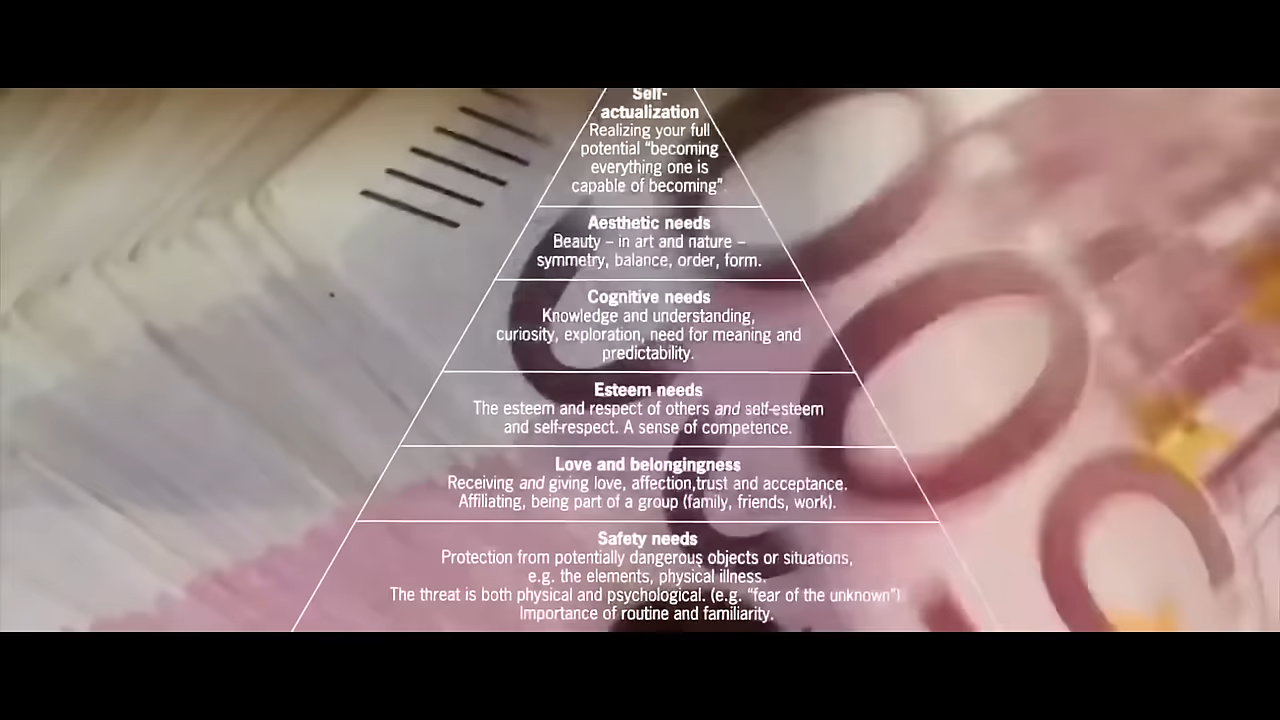 Self-
actualization
Realizing your full
potential “becoming
everything one is
capable of becoming”.
Aesthetic needs
Beauty – in art and nature –
symmetry, balance, order, form.
Cognitive needs
Knowledge and understanding,
curiosity, exploration, need for meaning and
predictability.
Esteem needs
The esteem and respect of others and self-esteem
and self-respect. A sense of competence.
Love and belongingness
Receiving and giving love, affection,trust and acceptance.
Affiliating, being part of a group (family, friends, work).
Safety needs
Protection from potentially dangerous objects or situations,
e.g. the elements, physical illness.
The threat is both physical and psychological. (e.g. “fear of the unknown”)
Importance of routine and familiarity.